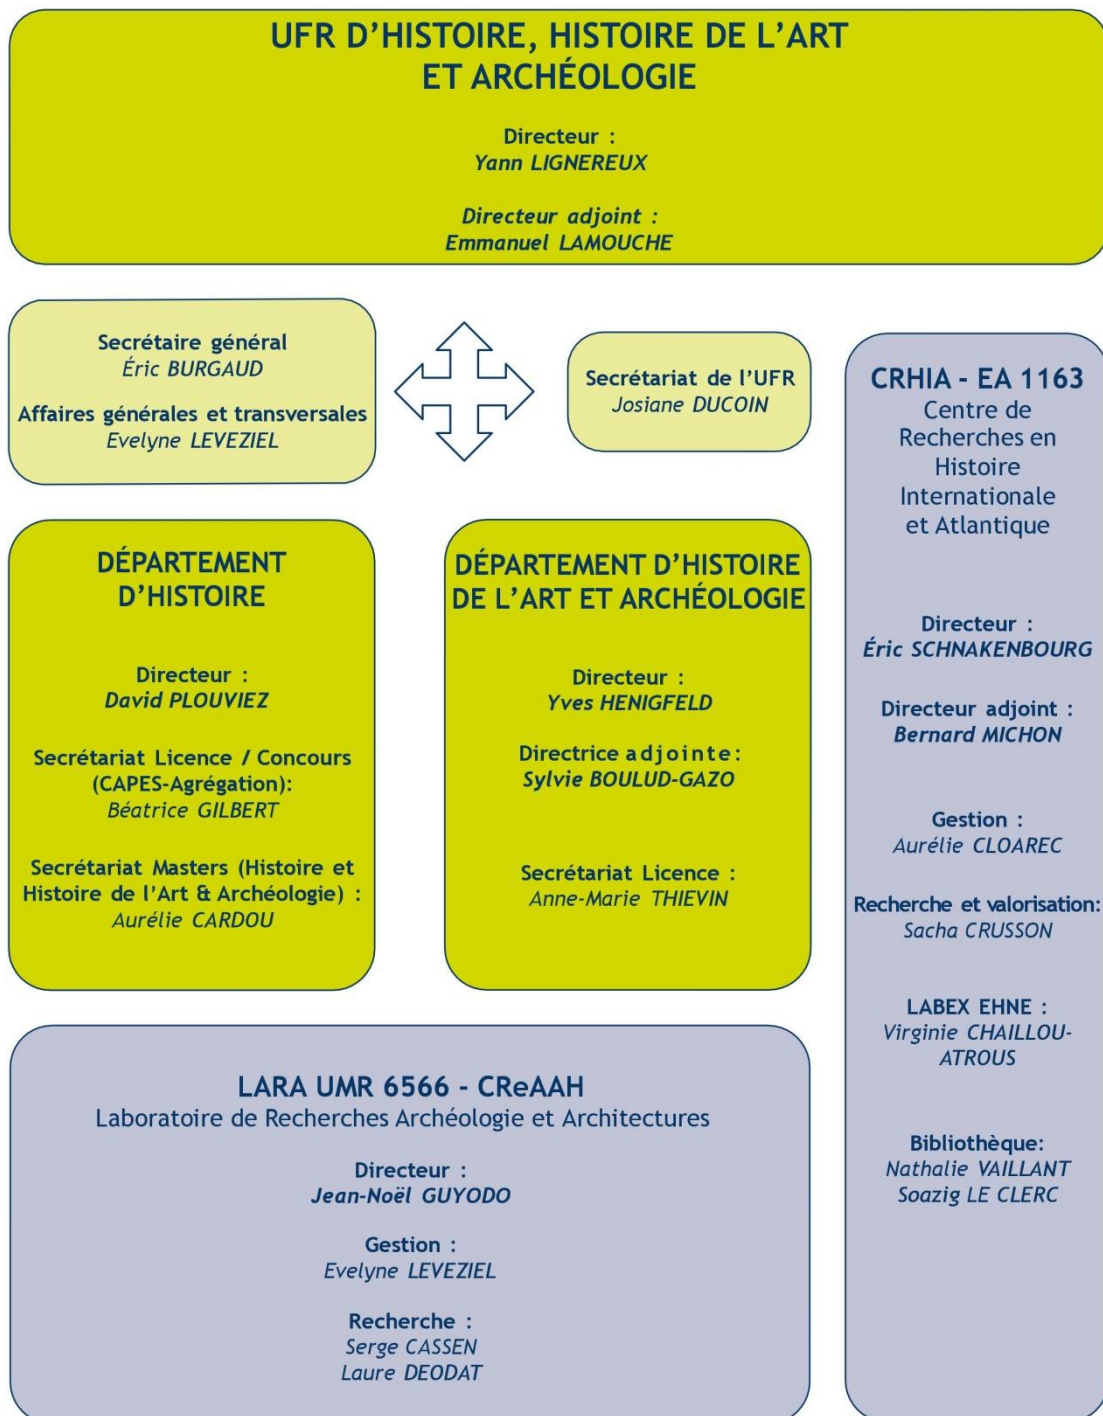 UFR D’HISTOIRE, HISTOIRE DE L’ART
ET ARCHÉOLOGIE
Directeur :
Yann LIGNEREUX
Directeur adjoint :
Emmanuel LAMOUCHE
Secrétaire général
Éric BURGAUD
Affaires générales et transversales
Evelyne LEVEZIEL
Secrétariat de l’UFR
Josiane DUCOIN
DÉPARTEMENT
D’HISTOIRE
Directeur :
David PLOUVIEZ
Secrétariat Licence / Concours
(CAPES-Agrégation):
Béatrice GILBERT
Secrétariat Masters (Histoire et
Histoire de l’Art & Archéologie) :
Aurélie CARDOU
DÉPARTEMENT D’HISTOIRE
DE L’ART ET ARCHÉOLOGIE
Directeur :
Yves HENIGFELD
Directrice adjointe:
Sylvie BOULUD-GAZO
Secrétariat Licence :
Anne-Marie THIEVIN
CRHIA - EA 1163
Centre de
Recherches en
Histoire
Internationale
et Atlantique
Directeur :
Éric SCHNAKENBOURG
Directeur adjoint :
Bernard MICHON
Gestion :
Aurélie CLOAREC
Recherche et valorisation:
Sacha CRUSSON
LABEX EHNE :
Virginie CHAILLOU-
ATROUS
Bibliothèque:
Nathalie VAILLANT
Soazig LE CLERC
LARA UMR 6566 - CReAAH
Laboratoire de Recherches Archéologie et Architectures
Directeur :
Jean-Noël GUYODO
Gestion :
Evelyne LEVEZIEL
Recherche :
Serge CASSEN
Laure DEODAT